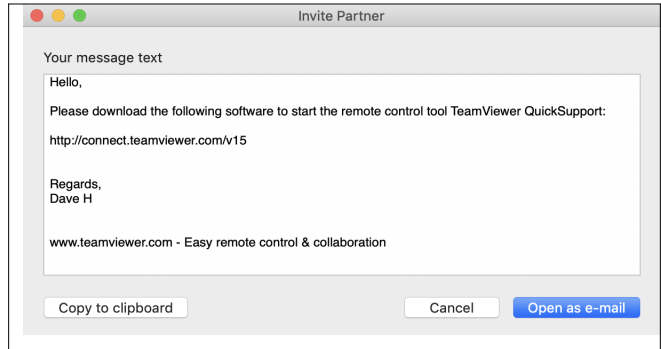 Invite Partner
Your message text
Hello,
Please download the following software to start the remote control tool TeamViewer QuickSupport:
http://connect.teamviewer.com/v15
Regards,
Dave H
www.teamviewer.com - Easy remote control & collaboration
Copy to clipboard
Cancel
Open as e-mail